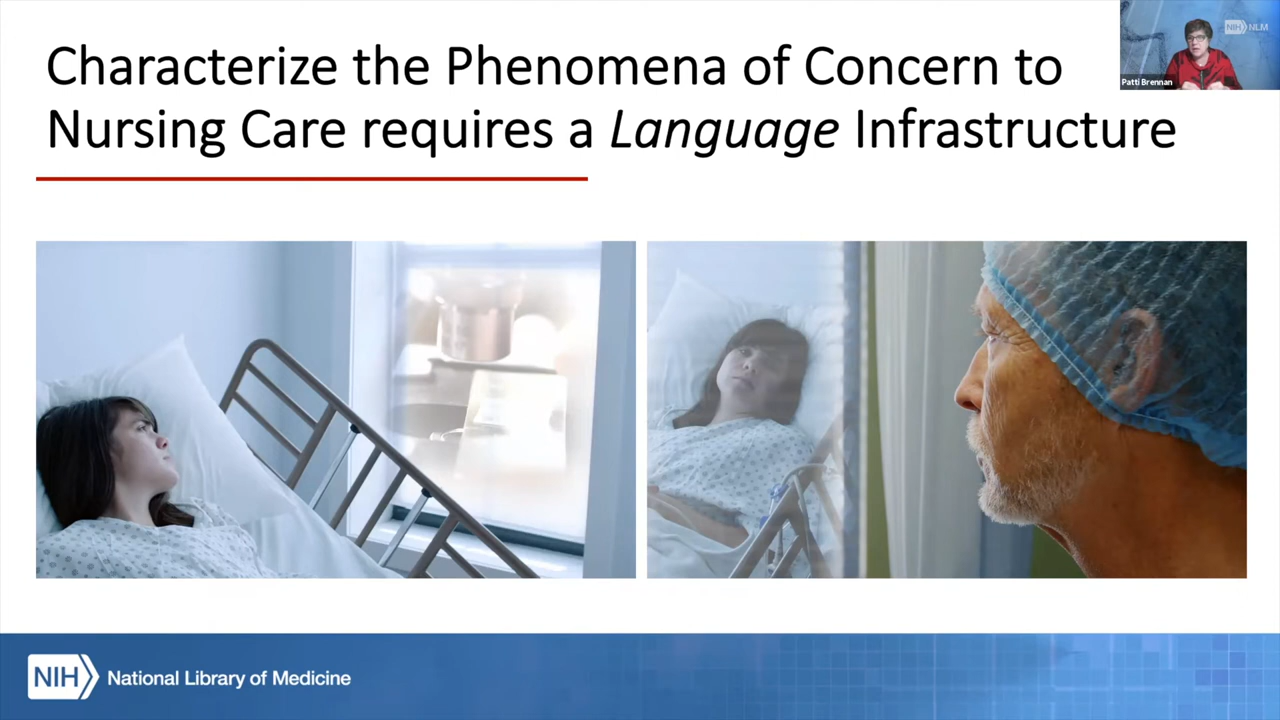 Characterize the Phenomena of Concern to
Nursing Care requires a Language Infrastructure
NIH NLM
Patti Brennan
NIH National Library of Medicine